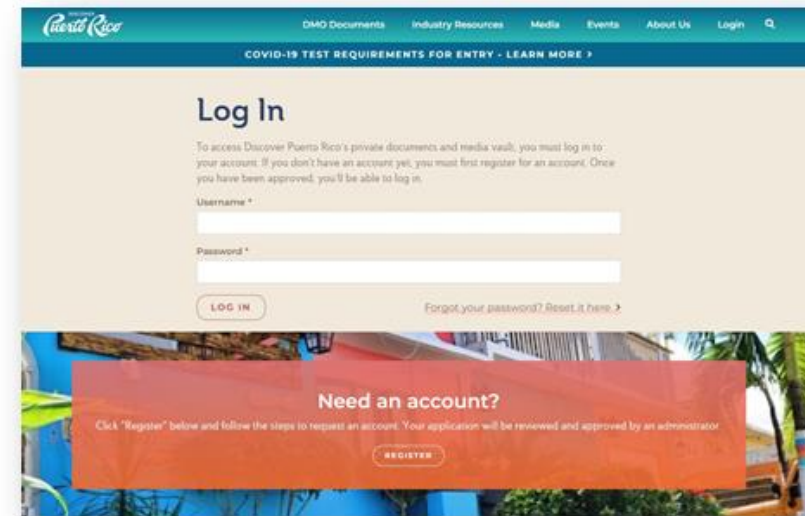 DISCOVER
Puerto Rico
DMO Documents Industry Resources Media Events About Us Login
COVID-19 TEST REQUIREMENTS FOR ENTRY - LEARN MORE >
Log In
To access Discover Puerto Rico's private documents and media vault, you must log in to
your account. If you don't have an account yet, you must first register for an account. Once
you have been approved, you'll be able to log in.
Username *
Password *
LOG IN
Forgot your password? Reset it here >
Need an account?
Click "Register" below and follow the steps to request an account. Your application will be reviewed and approved by an administrator.
REGISTER